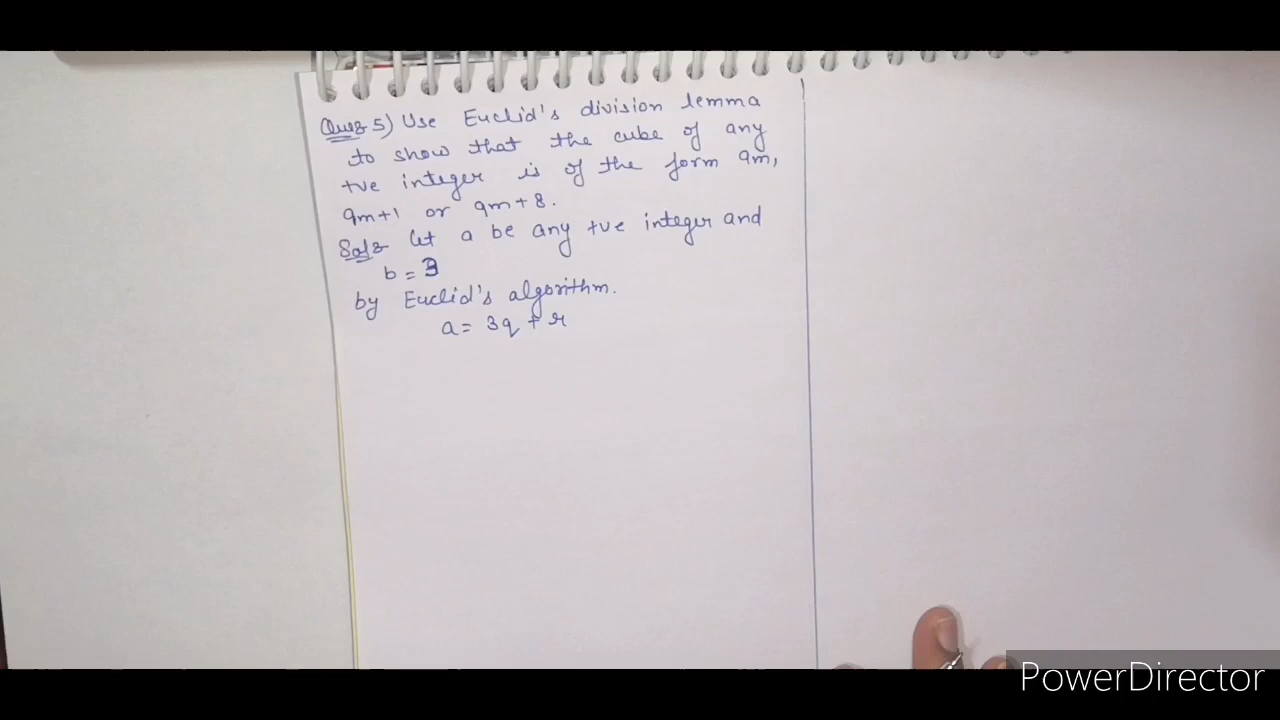 Ques 5) Use Euclid's division lemma
to show that the cube of any
+ve integer is of the form 9m,
9m+1 or 9m+8.
Sol: Let a be any +ve integer and
b = 3
by Euclid's algorithm.
a = 3q + r
PowerDirector